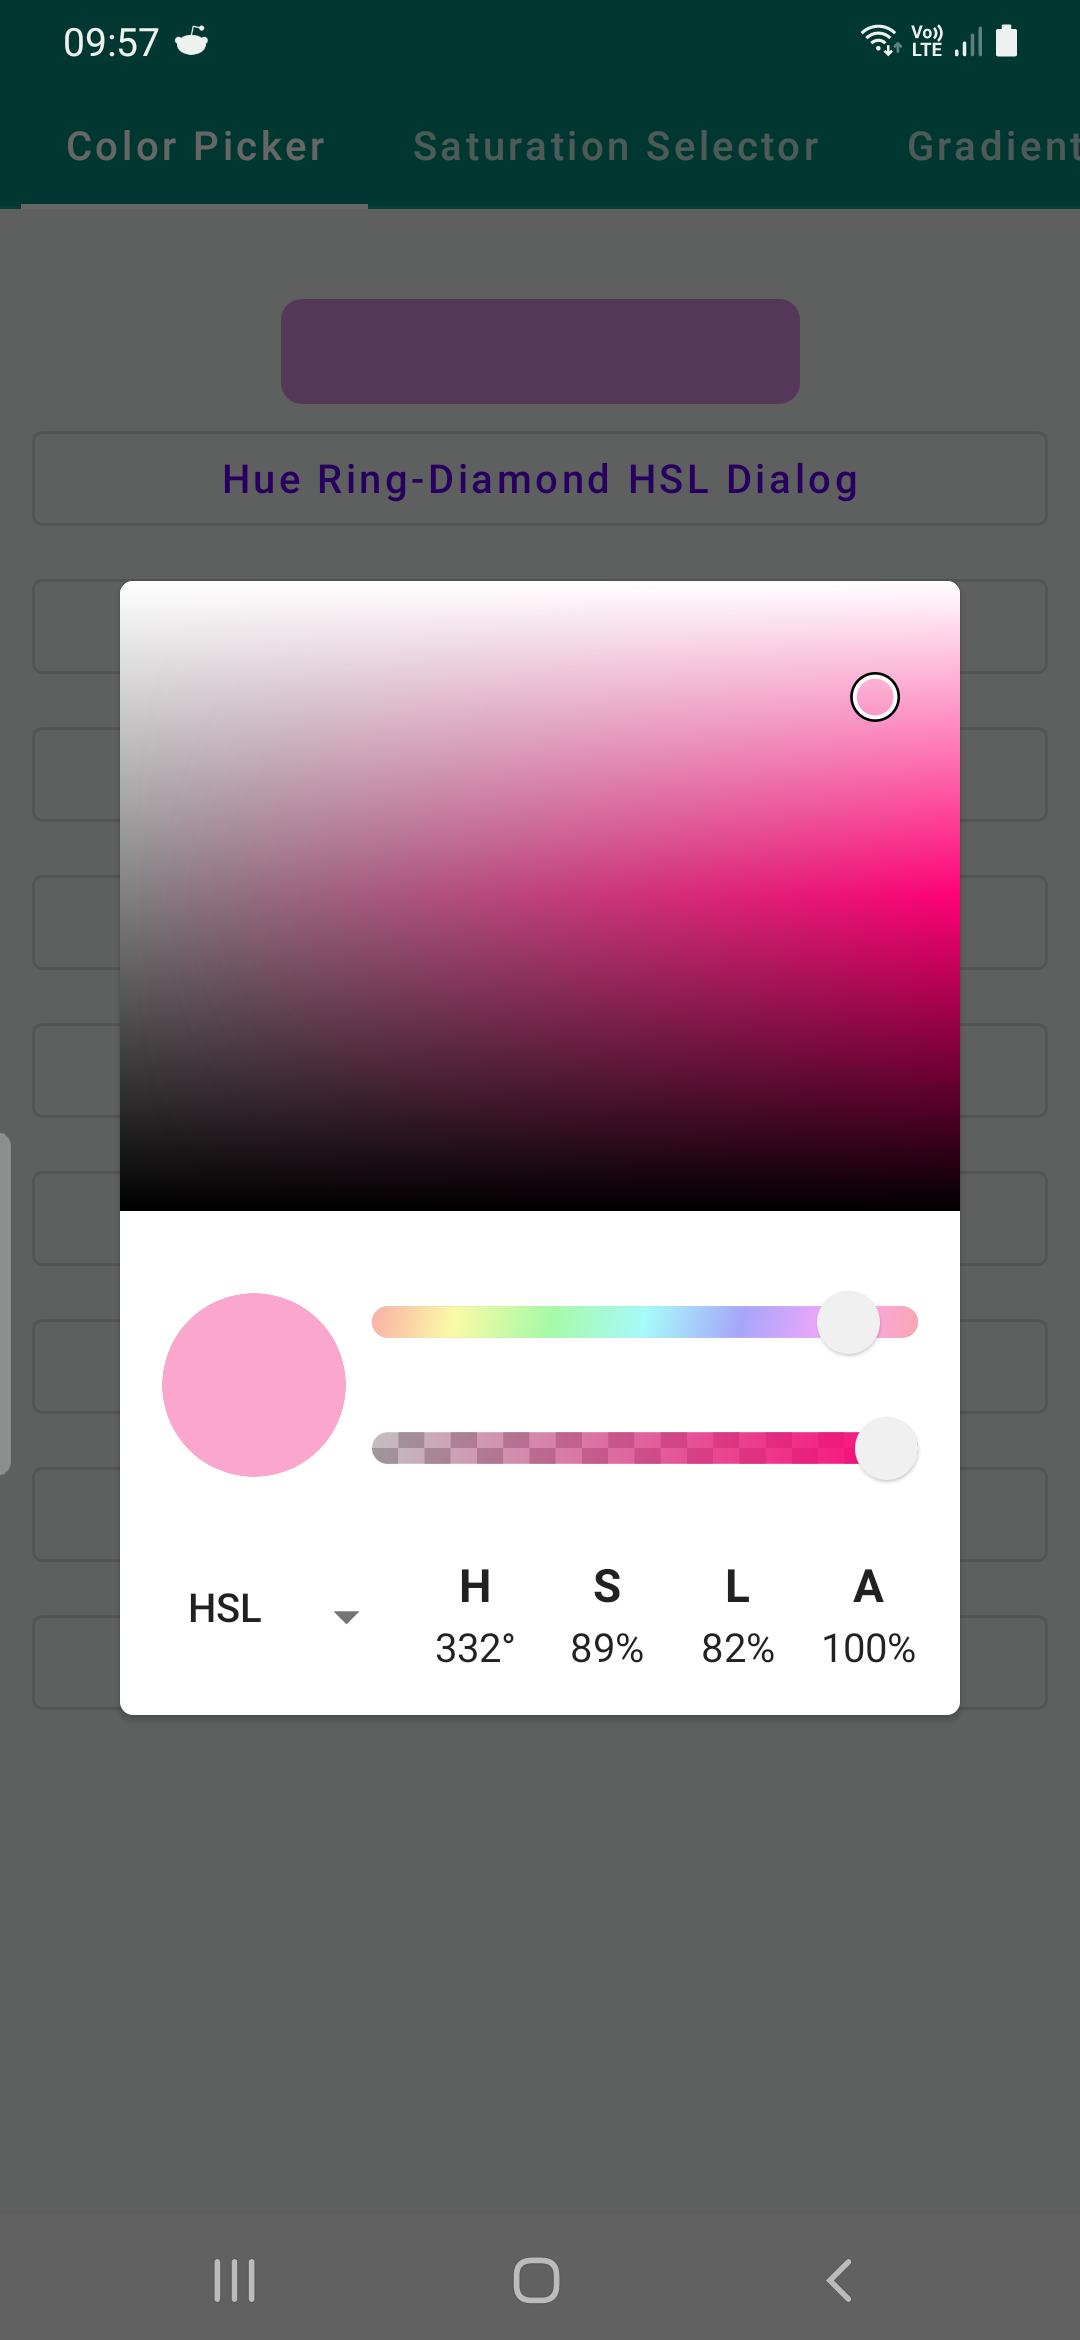 09:57 Vo)) LTE
Color Picker Saturation Selector Gradient
Hue Ring-Diamond HSL Dialog
H S L A
HSL
332° 89% 82% 100%